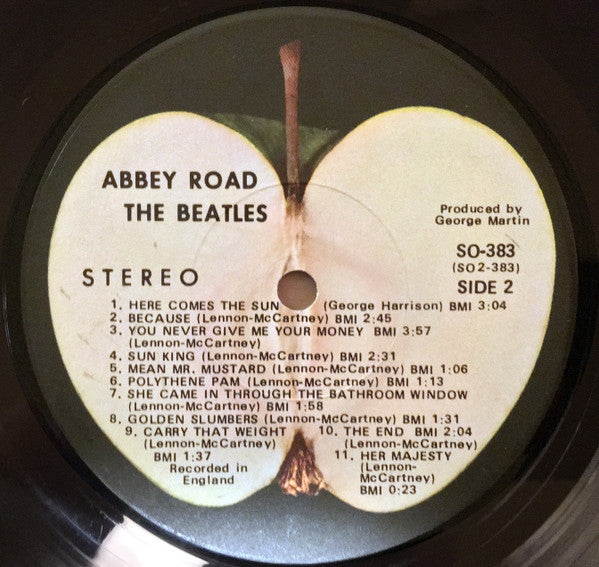 ABBEY ROAD
THE BEATLES
STEREO
Produced by
George Martin
SO-383
(SO2-383)
SIDE 2
1. HERE COMES THE SUN (George Harrison) BMI 3:04
2. BECAUSE (Lennon-McCartney) BMI 2:45
3. YOU NEVER GIVE ME YOUR MONEY BMI 3:57
(Lennon-McCartney)
4. SUN KING (Lennon-McCartney) BMI 2:31
5. MEAN MR. MUSTARD (Lennon-McCartney) BMI 1:06
6. POLYTHENE PAM (Lennon-McCartney) BMI 1:13
7. SHE CAME IN THROUGH THE BATHROOM WINDOW
(Lennon-McCartney) BMI 1:58
8. GOLDEN SLUMBERS (Lennon-McCartney) BMI 1:31
9. CARRY THAT WEIGHT
(Lennon-McCartney)
BMI 1:37
Recorded in
England
10. THE END BMI 2:04
(Lennon-McCartney)
11. HER MAJESTY
(Lennon-
McCartney)
BMI 0:23